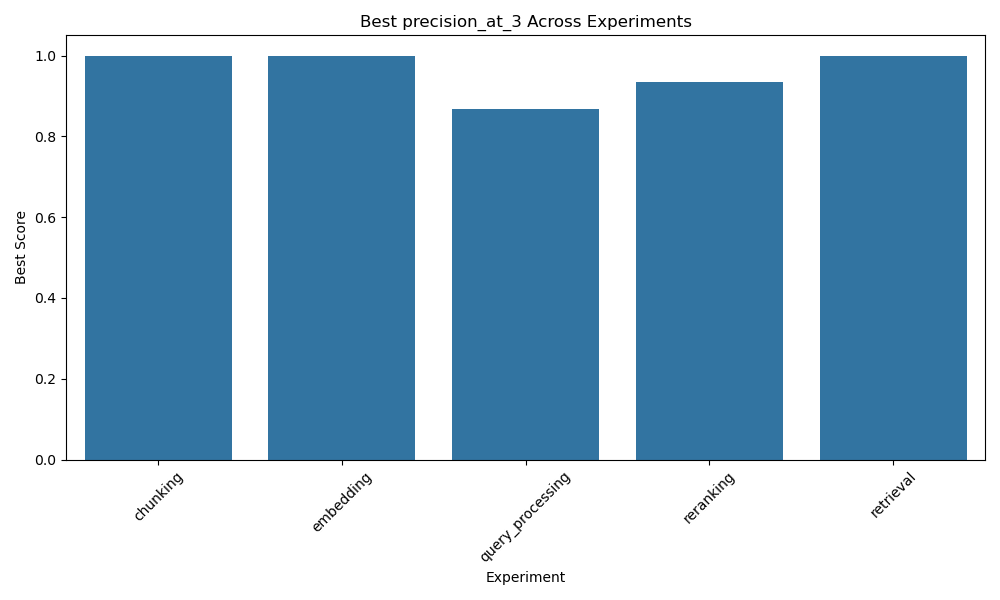 Best precision_at_3 Across Experiments
Best Score
1.0
0.8
0.6
0.4
0.2
0.0
chunking
embedding
query_processing
reranking
retrieval
Experiment